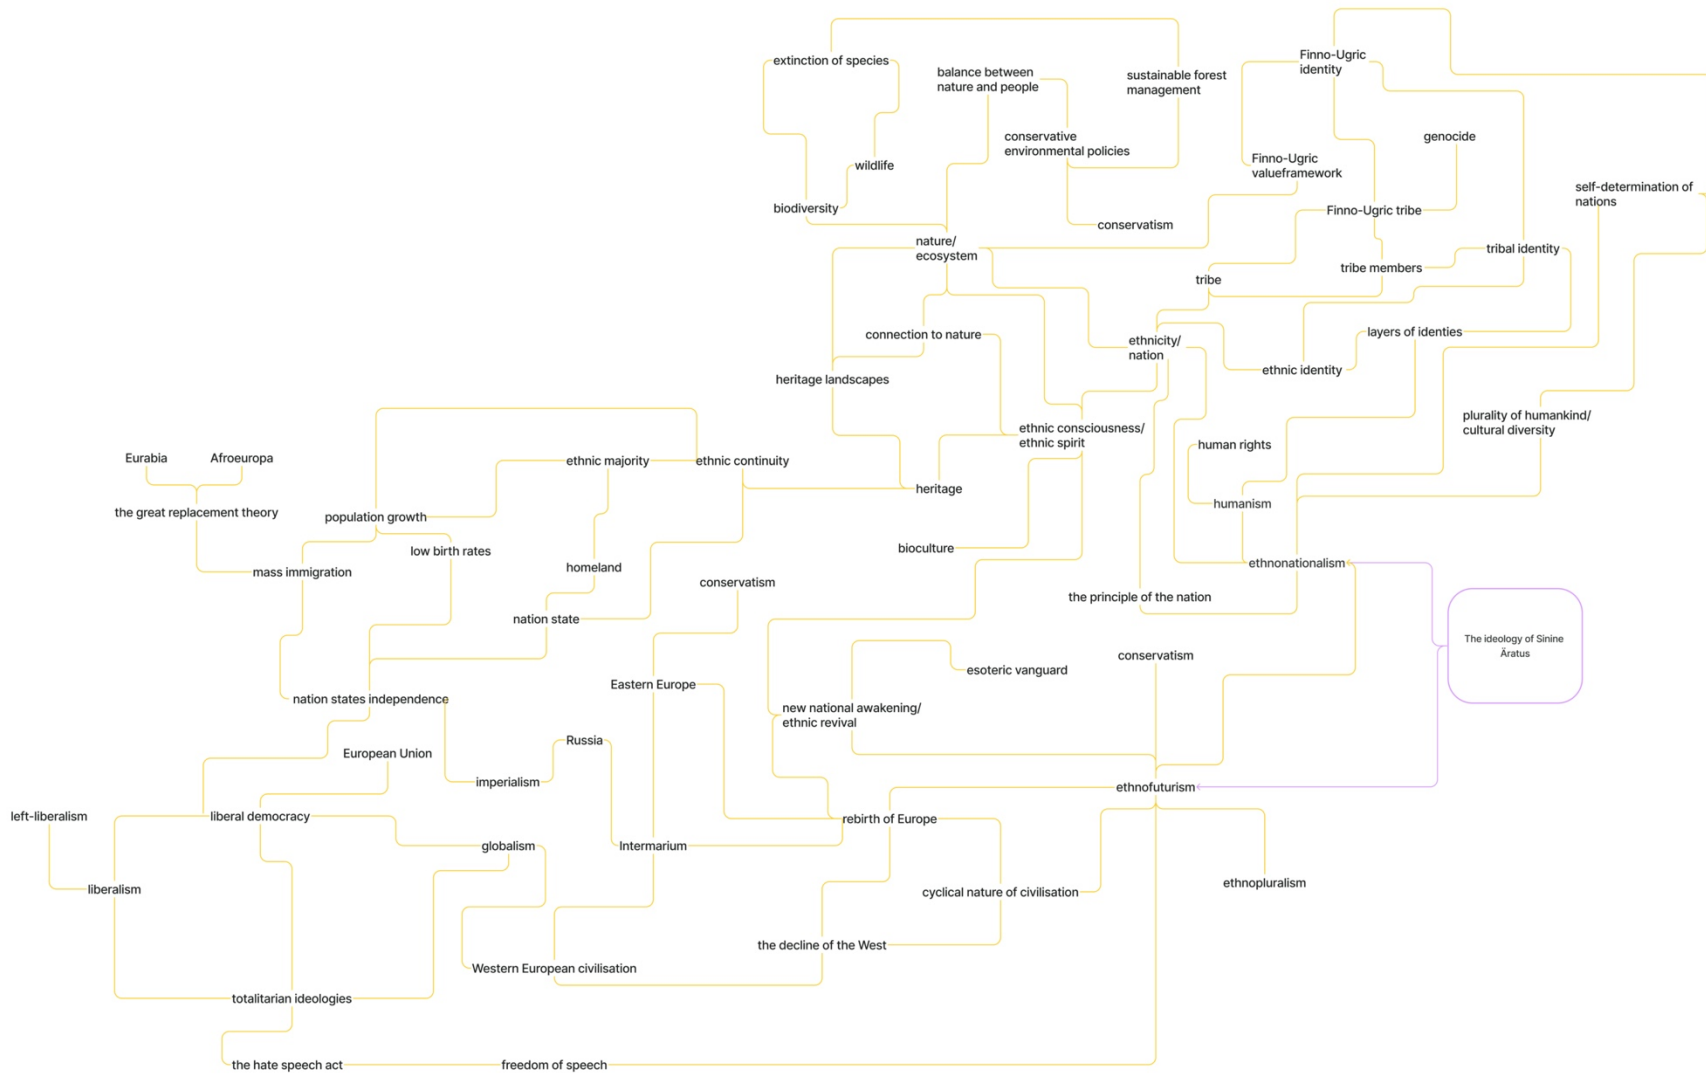 extinction of species
balance between
nature and people
sustainable forest
management
Finno-Ugric
identity
conservative
environmental policies
genocide
wildlife
Finno-Ugric
valueframework
self-determination of
nations
biodiversity
Finno-Ugric tribe
conservatism
nature/
ecosystem
tribal identity
tribe members
tribe
connection to nature
ethnicity/
nation
layers of identies
heritage landscapes
ethnic identity
plurality of humankind/
cultural diversity
ethnic consciousness/
ethnic spirit
human rights
Eurabia
Afroeuropa
ethnic majority
ethnic continuity
heritage
humanism
the great replacement theory
population growth
low birth rates
bioculture
mass immigration
homeland
ethnonationalism
conservatism
the principle of the nation
nation state
The ideology of Sinine
Äratus
conservatism
esoteric vanguard
Eastern Europe
nation states independence
new national awakening/
ethnic revival
European Union
Russia
imperialism
ethnofuturism
left-liberalism
liberal democracy
rebirth of Europe
globalism
Intermarium
liberalism
cyclical nature of civilisation
ethnopluralism
the decline of the West
Western European civilisation
totalitarian ideologies
the hate speech act
freedom of speech